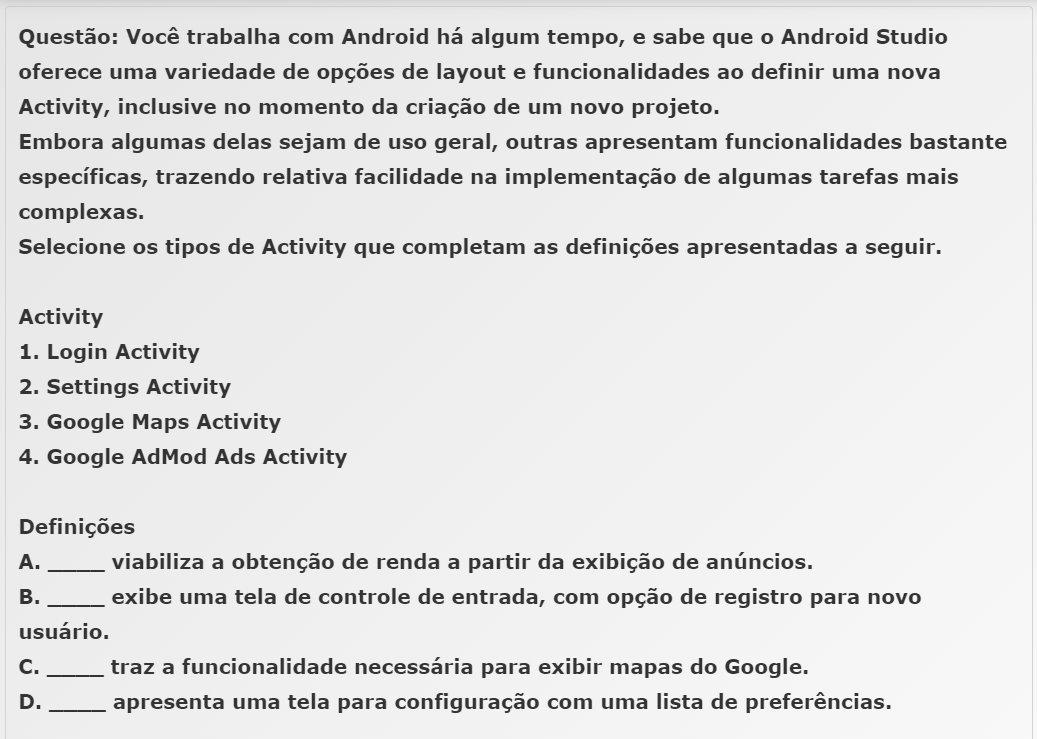 Questão: Você trabalha com Android há algum tempo, e sabe que o Android Studio
oferece uma variedade de opções de layout e funcionalidades ao definir uma nova
Activity, inclusive no momento da criação de um novo projeto.
Embora algumas delas sejam de uso geral, outras apresentam funcionalidades bastante
específicas, trazendo relativa facilidade na implementação de algumas tarefas mais
complexas.
Selecione os tipos de Activity que completam as definições apresentadas a seguir.
Activity
1. Login Activity
2. Settings Activity
3. Google Maps Activity
4. Google AdMod Ads Activity
Definições
A. _____ viabiliza a obtenção de renda a partir da exibição de anúncios.
B. _____ exibe uma tela de controle de entrada, com opção de registro para novo
usuário.
C. _____ traz a funcionalidade necessária para exibir mapas do Google.
D. _____ apresenta uma tela para configuração com uma lista de preferências.